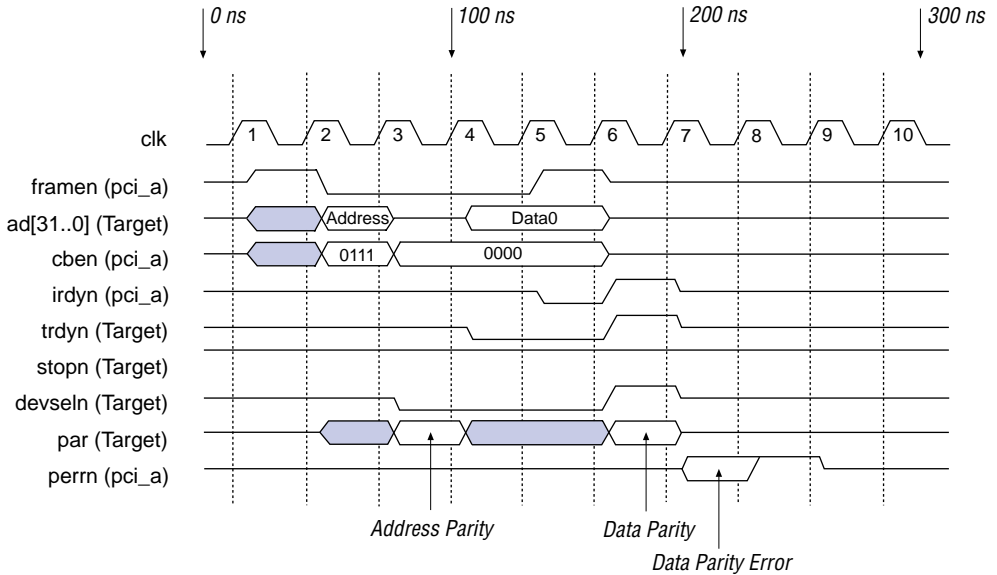 0 ns 100 ns 200 ns 300 ns
clk 1 2 3 4 5 6 7 8 9 10
framen (pci_a)
ad[31..0] (Target) Address Data0
cben (pci_a) 0111 0000
irdyn (pci_a)
trdyn (Target)
stopn (Target)
devseln (Target)
par (Target)
perrn (pci_a)
Address Parity Data Parity
Data Parity Error